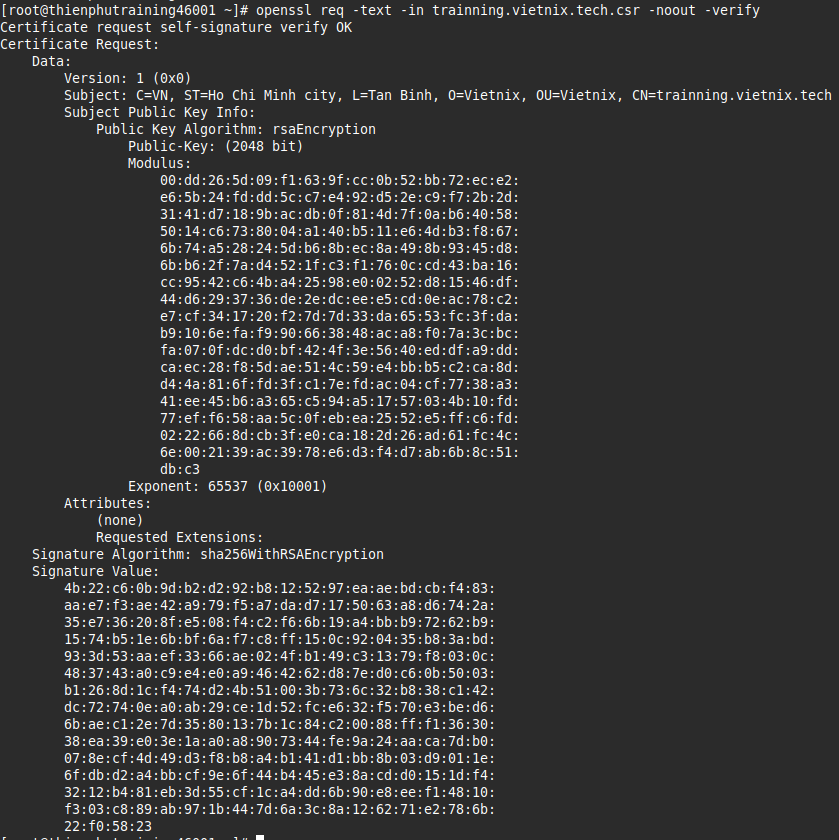 [root@thienphutraining46001 ~]# openssl req -text -in trainning.vietnix.tech.csr -noout -verify
Certificate request self-signature verify OK
Certificate Request:
    Data:
        Version: 1 (0x0)
        Subject: C=VN, ST=Ho Chi Minh city, L=Tan Binh, O=Vietnix, OU=Vietnix, CN=trainning.vietnix.tech
        Subject Public Key Info:
            Public Key Algorithm: rsaEncryption
                Public-Key: (2048 bit)
                Modulus:
                    00:dd:26:5d:09:f1:63:9f:cc:0b:52:bb:72:ec:e2:
                    e6:5b:24:fd:dd:5c:c7:e4:92:d5:2e:c9:f7:2b:2d:
                    31:41:d7:18:9b:ac:db:0f:81:4d:7f:0a:b6:40:58:
                    50:14:c6:73:80:04:a1:40:b5:11:e6:4d:b3:f8:67:
                    6b:74:a5:28:24:5d:b6:8b:ec:8a:49:8b:93:45:d8:
                    6b:b6:2f:7a:d4:52:1f:c3:f1:76:0c:cd:43:ba:16:
                    cc:95:42:c6:4b:a4:25:98:e0:02:52:d8:15:46:df:
                    44:d6:29:37:36:de:2e:dc:ee:e5:cd:0e:ac:78:c2:
                    e7:cf:34:17:20:f2:7d:7d:33:da:65:53:fc:3f:da:
                    b9:10:6e:fa:f9:90:66:38:48:ac:a8:f0:7a:3c:bc:
                    fa:07:0f:dc:d0:bf:42:4f:3e:56:40:ed:df:a9:dd:
                    ca:ec:28:f8:5d:ae:51:4c:59:e4:bb:b5:c2:ca:8d:
                    d4:4a:81:6f:fd:3f:c1:7e:fd:ac:04:cf:77:38:a3:
                    41:ee:45:b6:a3:65:c5:94:a5:17:57:03:4b:10:fd:
                    77:ef:f6:58:aa:5c:0f:eb:ea:25:52:e5:ff:c6:fd:
                    02:22:66:8d:cb:3f:e0:ca:18:2d:26:ad:61:fc:4c:
                    6e:00:21:39:ac:39:78:e6:d3:f4:d7:ab:6b:8c:51:
                    db:c3
                Exponent: 65537 (0x10001)
        Attributes:
            (none)
            Requested Extensions:
    Signature Algorithm: sha256WithRSAEncryption
    Signature Value:
        4b:22:c6:0b:9d:b2:d2:92:b8:12:52:97:ea:ae:bd:cb:f4:83:
        aa:e7:f3:ae:42:a9:79:f5:a7:da:d7:17:50:63:a8:d6:74:2a:
        35:e7:36:20:8f:e5:08:f4:c2:f6:6b:19:a4:bb:b9:72:62:b9:
        15:74:b5:1e:6b:bf:6a:f7:c8:ff:15:0c:92:04:35:b8:3a:bd:
        93:3d:53:aa:ef:33:66:ae:02:4f:b1:49:c3:13:79:f8:03:0c:
        48:37:43:a0:c9:e4:e0:a9:46:42:62:d8:7e:d0:c6:0b:50:03:
        b1:26:8d:1c:f4:74:d2:4b:51:00:3b:73:6c:32:b8:38:c1:42:
        dc:72:74:0e:a0:ab:29:ce:1d:52:fc:e6:32:f5:70:e3:be:d6:
        6b:ae:c1:2e:7d:35:80:13:7b:1c:84:c2:00:88:ff:f1:36:30:
        38:ea:39:e0:3e:1a:a0:a8:90:73:44:fe:9a:24:aa:ca:7d:b0:
        07:8e:cf:4d:49:d3:f8:b8:a4:b1:41:d1:bb:8b:03:d9:01:1e:
        6f:db:d2:a4:bb:cf:9e:6f:44:b4:45:e3:8a:cd:d0:15:1d:f4:
        32:12:b4:81:eb:3d:55:cf:1c:a4:dd:6b:90:e8:ee:f1:48:10:
        f3:03:c8:89:ab:97:1b:44:7d:6a:3c:8a:12:62:71:e2:78:6b:
        22:f0:58:23